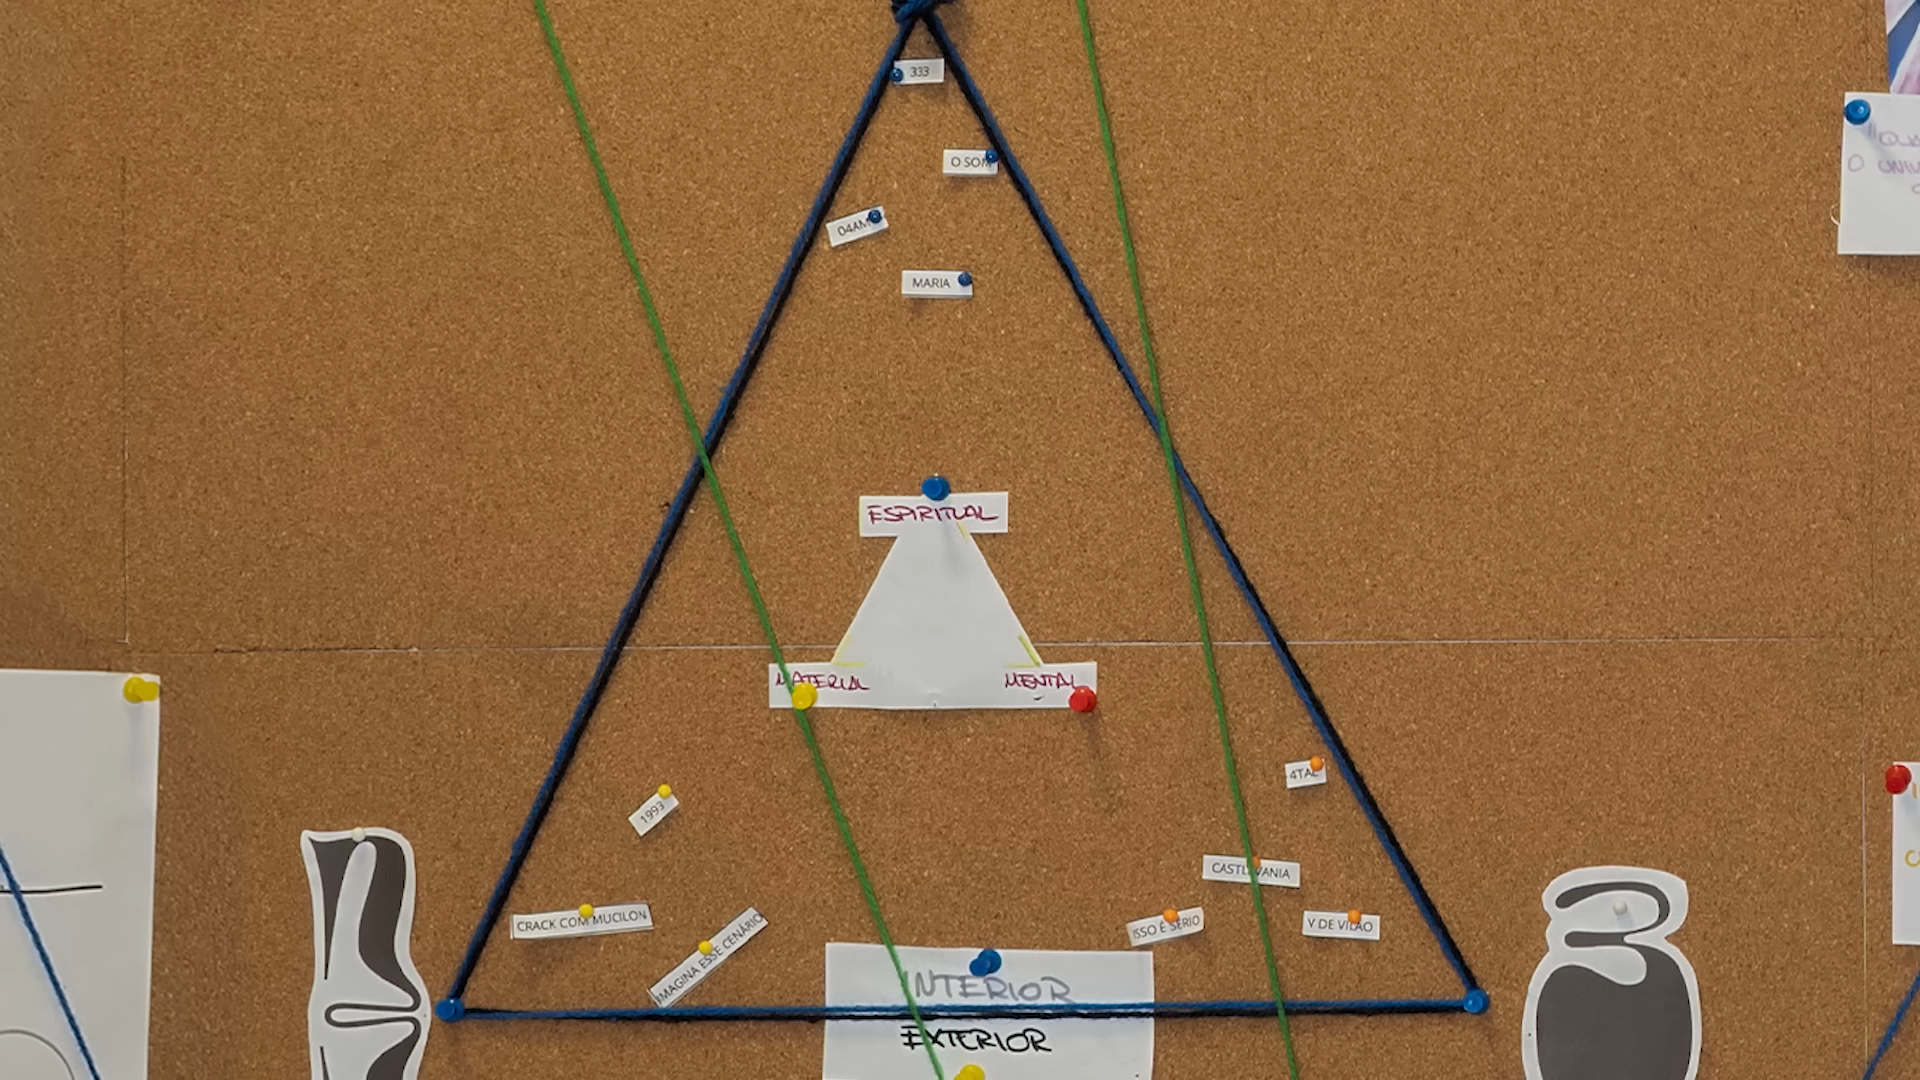 333
O SOM
04AM
MARIA
ESPIRITUAL
MATERIAL
MENTAL
4TAL
1993
CASTLEVANIA
CRACK COM MUCILON
ISSO É SÉRIO
V DE VILÃO
IMAGINA ESSE CENÁRIO
INTERIOR
EXTERIOR
O